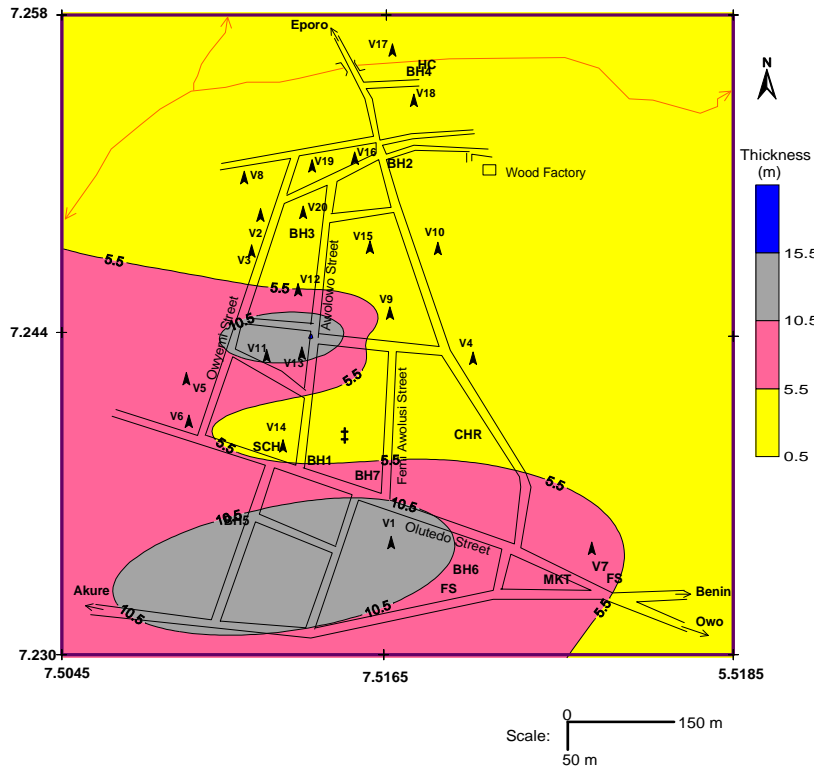 7.258
Eporo
V17
HC
BH4
V18
N
V16
V19
BH2
V8
Wood Factory
Thickness
(m)
V20
V2
BH3
V15
V10
V3
5.5
15.5
5.5
V12
Awolowo Street
V9
10.5
10.5
7.244
Owyemi Street
V11
V13
V4
5.5
V5
5.5
Femi Awolusi Street
V6
V14
‡
CHR
5.5
SCH
BH1
5.5
0.5
BH7
5.5
10.5
10.5
BH5
V1
Olutedo Street
V7
BH6
MKT
FS
FS
Akure
Benin
10.5
10.5
5.5
Owo
7.230
7.5045
7.5165
5.5185
0
150 m
Scale:
50 m